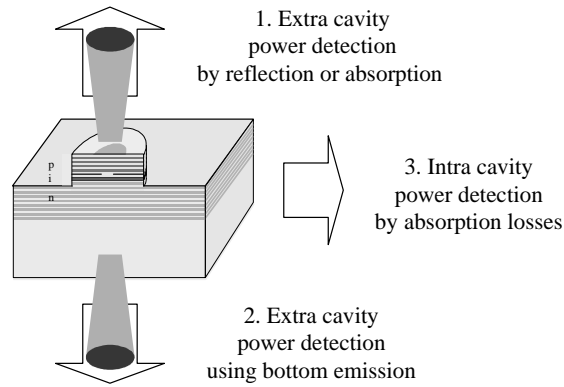 1. Extra cavity
power detection
by reflection or absorption
p
i
n
3. Intra cavity
power detection
by absorption losses
2. Extra cavity
power detection
using bottom emission